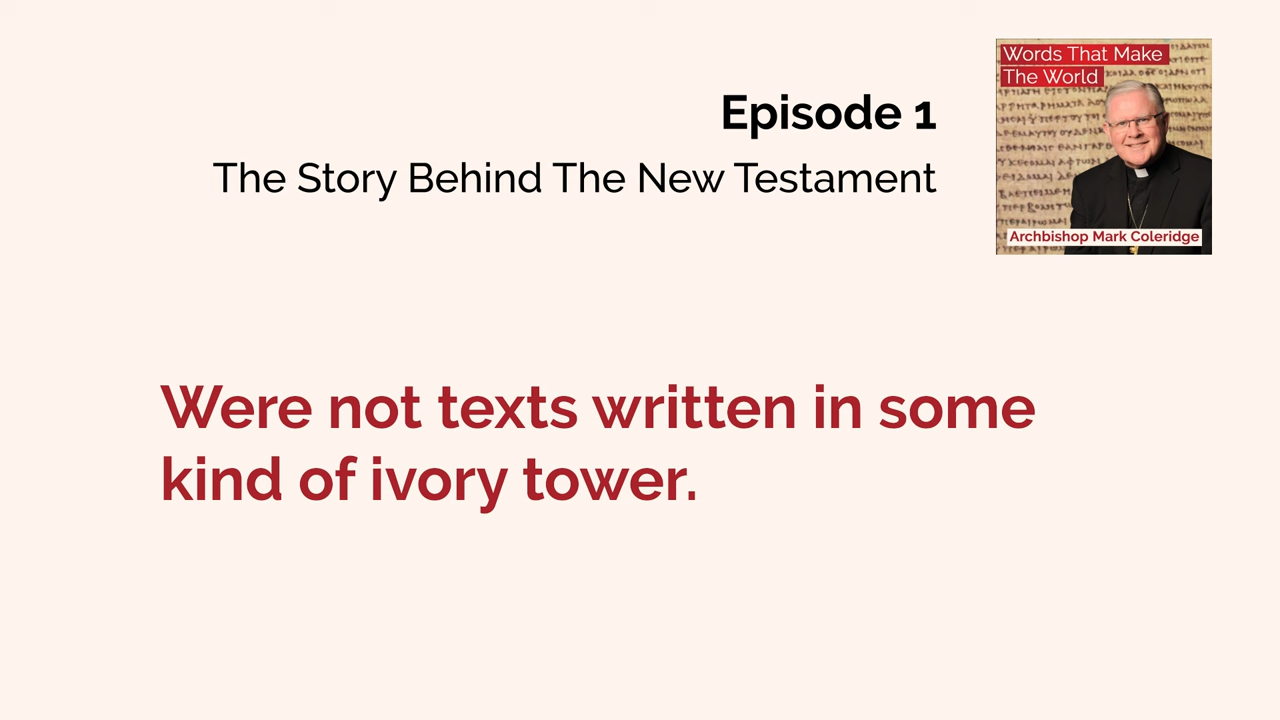 Episode 1
The Story Behind The New Testament
Words That Make
The World
Archbishop Mark Coleridge
Were not texts written in some
kind of ivory tower.